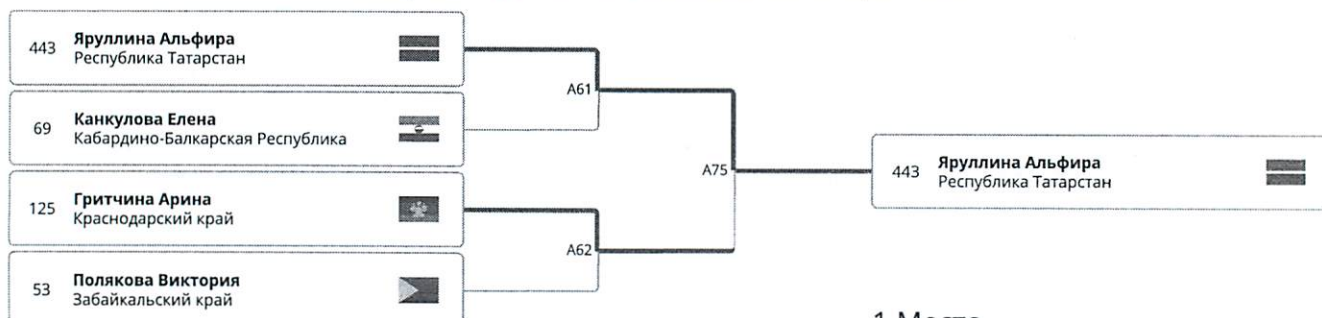 443
Яруллина Альфира
Республика Татарстан
69
Канкулова Елена
Кабардино-Балкарская Республика
125
Гритчина Арина
Краснодарский край
53
Полякова Виктория
Забайкальский край
A61
A62
A75
443
Яруллина Альфира
Республика Татарстан
1 Место